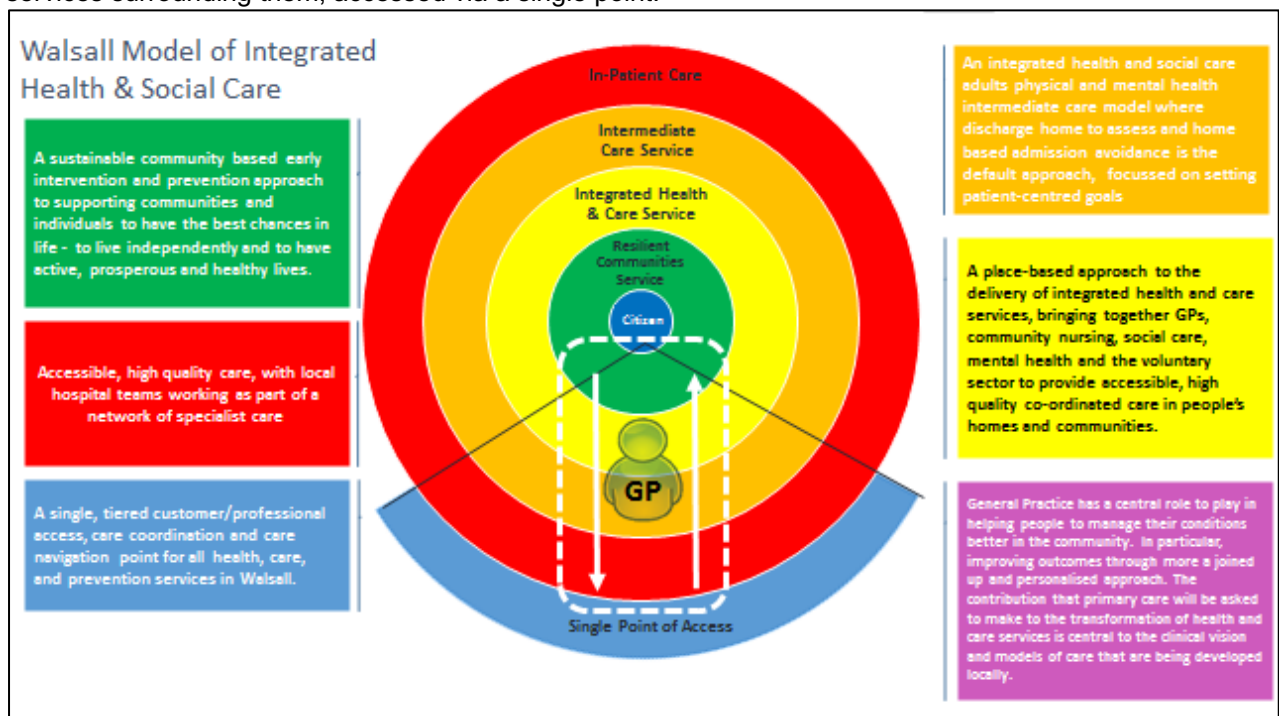 services surrounding them, accessed via a single point.
Walsall Model of Integrated
Health & Social Care
A sustainable community based early
intervention and prevention approach
to supporting communities and
individuals to have the best chances in
life - to live independently and to have
active, prosperous and healthy lives.
Accessible, high quality care, with local
hospital teams working as part of a
network of specialist care
A single, tiered customer/professional
access, care coordination and care
navigation point for all health, care,
and prevention services in Walsall.
In-Patient Care
Intermediate
Care Service
Integrated Health
& Care Service
Resilient
Communities
Service
Citizen
GP
Single Point of Access
An integrated health and social care
adults physical and mental health
intermediate care model where
discharge home to assess and home
based admission avoidance is the
default approach, focussed on setting
patient-centred goals
A place-based approach to the
delivery of integrated health and care
services, bringing together GPs,
community nursing, social care,
mental health and the voluntary
sector to provide accessible, high
quality co-ordinated care in people's
homes and communities.
General Practice has a central role to play in
helping people to manage their conditions
better in the community. In particular,
improving outcomes through more a joined
up and personalised approach. The
contribution that primary care will be asked
to make to the transformation of health and
care services is central to the clinical vision
and models of care that are being developed
locally.